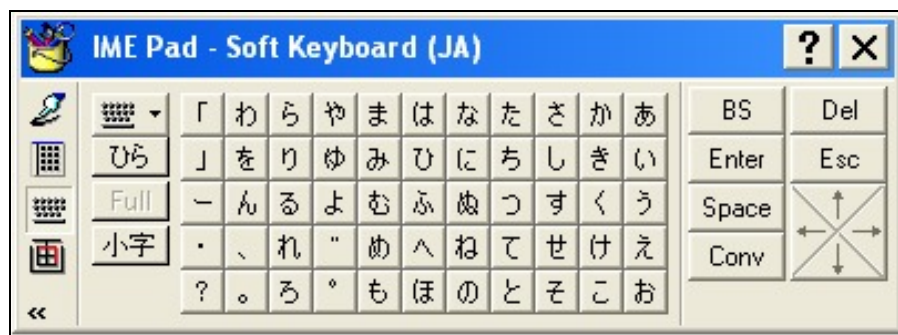 IME Pad - Soft Keyboard (JA) ? ×
「 わ ら や ま は な た さ か あ BS Del
ひら 」 を り ゆ み ひ に ち し き い Enter Esc
Full ー ん る よ む ふ ぬ つ す く う Space
小字 ・ 、 れ ゛ め へ ね て せ け え Conv
? 。 ろ ゜ も ほ の と そ こ お
«